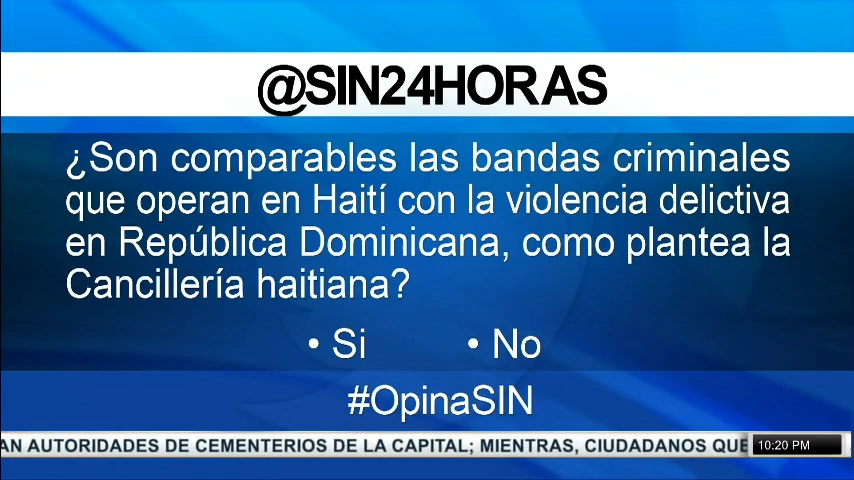 @SIN24HORAS
¿Son comparables las bandas criminales
que operan en Haití con la violencia delictiva
en República Dominicana, como plantea la
Cancillería haitiana?
• Si • No
#OpinaSIN
AN AUTORIDADES DE CEMENTERIOS DE LA CAPITAL; MIENTRAS, CIUDADANOS QUE 10:20 PM